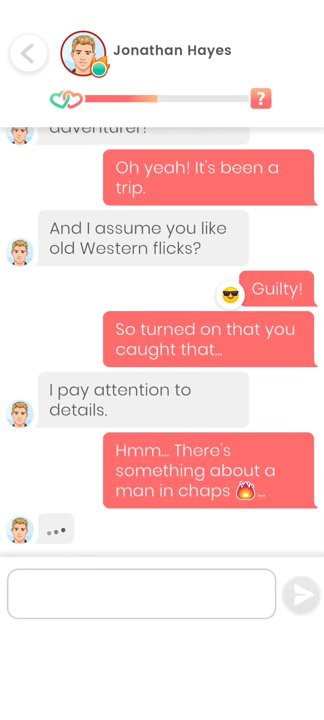 Jonathan Hayes
?
adventurer?
Oh yeah! It's been a
trip.
And I assume you like
old Western flicks?
Guilty!
So turned on that you
caught that...
I pay attention to
details.
Hmm... There's
something about a
man in chaps 🔥...
...